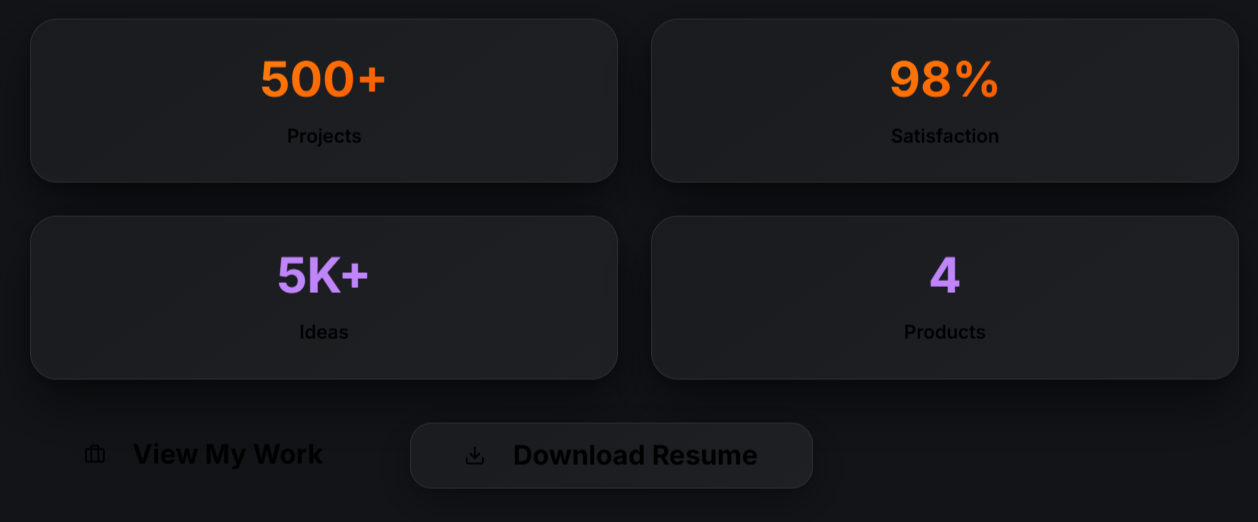 500+
98%
Projects
Satisfaction
5K+
4
Ideas
Products
View My Work
Download Resume